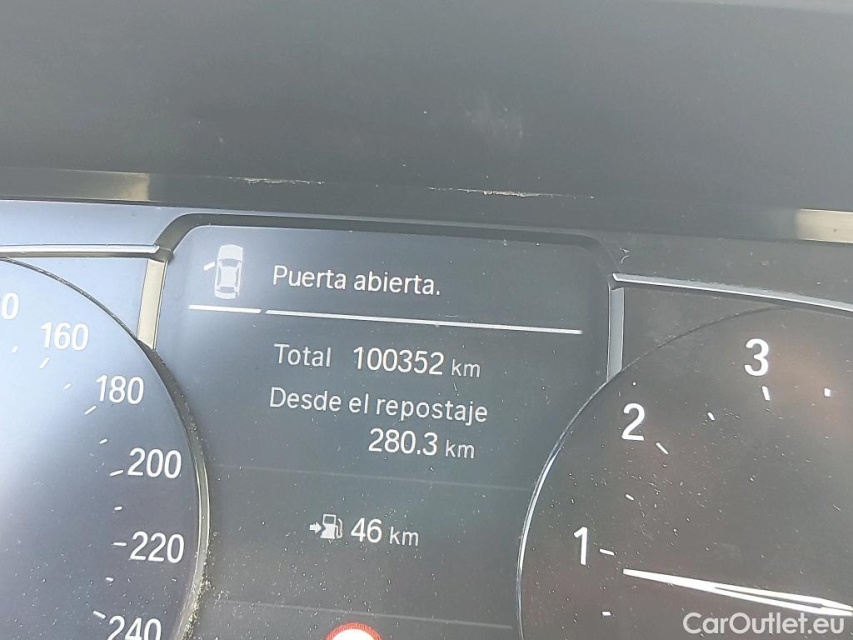 Puerta abierta.
Total 100352 km
Desde el repostaje
280.3 km
46 km
160
180
200
220
240
1
2
3
CarOutlet.eu